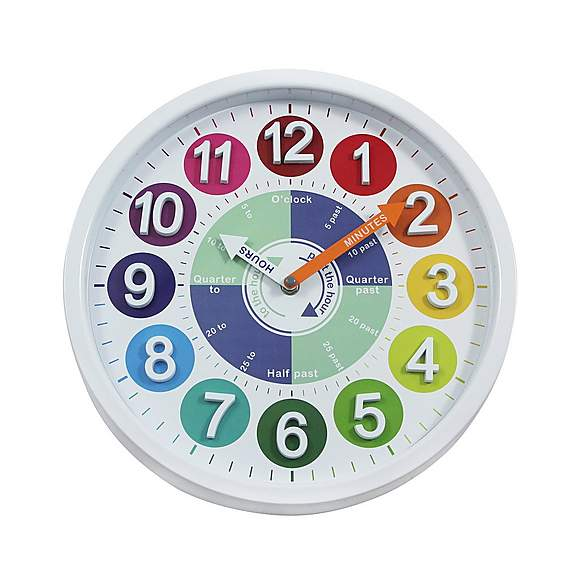 12
1
2
3
4
5
6
7
8
9
10
11
O'clock
5 past
10 past
Quarter
past
20 past
25 past
Half past
25 to
20 to
Quarter
to
10 to
5 to
HOURS
MINUTES
past the hour
to the hour